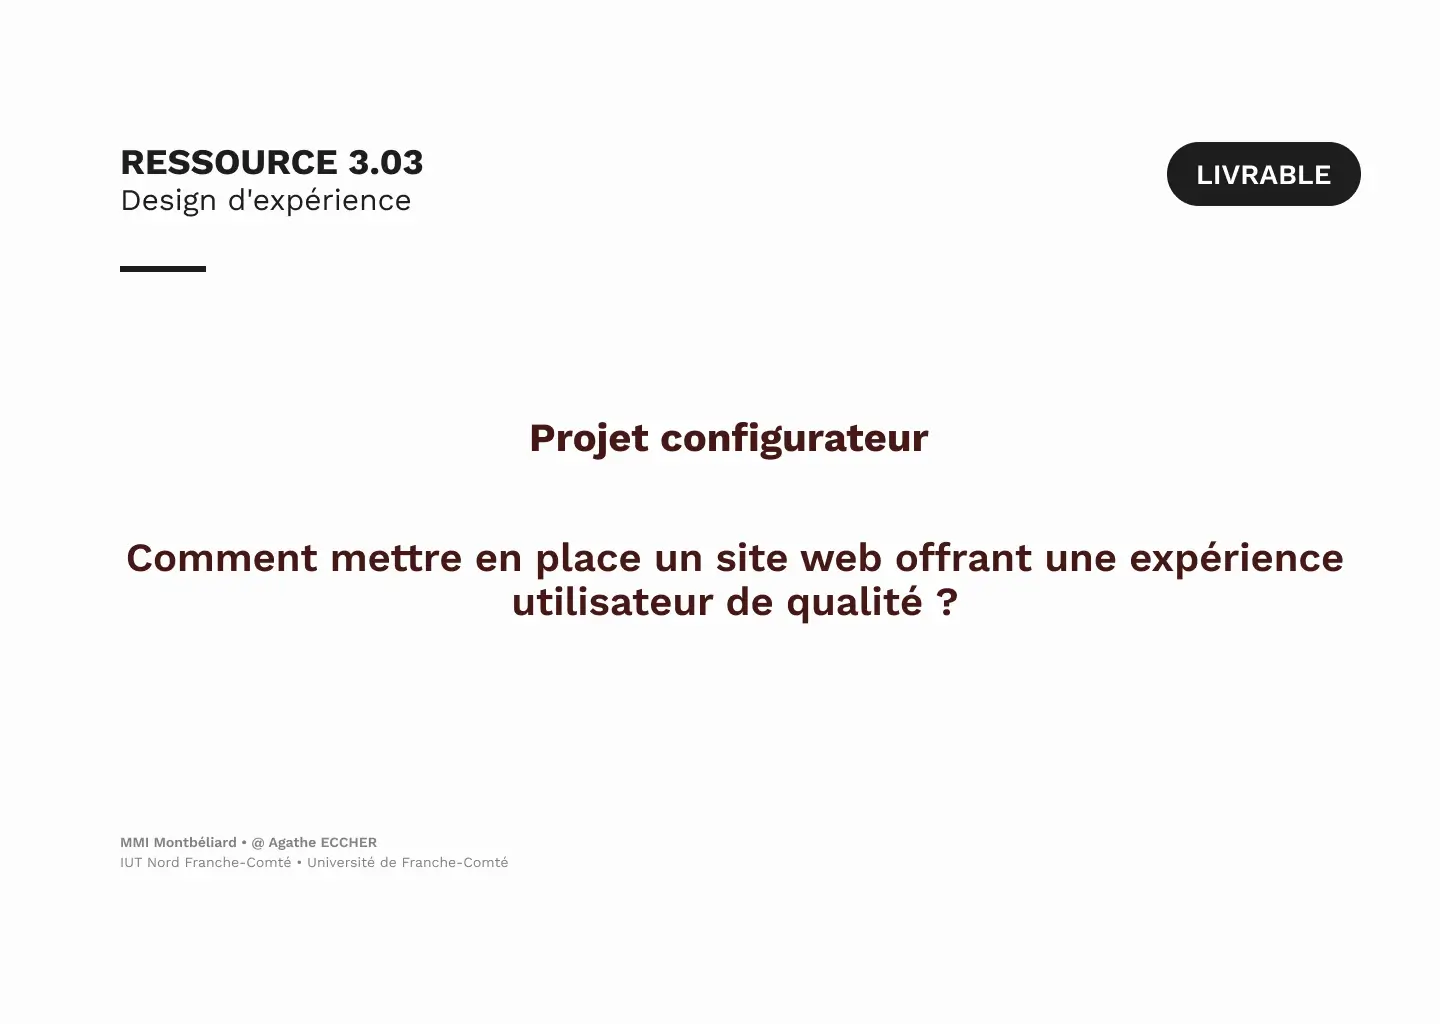 RESSOURCE 3.03
Design d'expérience
LIVRABLE
Projet configurateur
Comment mettre en place un site web offrant une expérience
utilisateur de qualité ?
MMI Montbéliard • @ Agathe ECCHER
IUT Nord Franche-Comté • Université de Franche-Comté